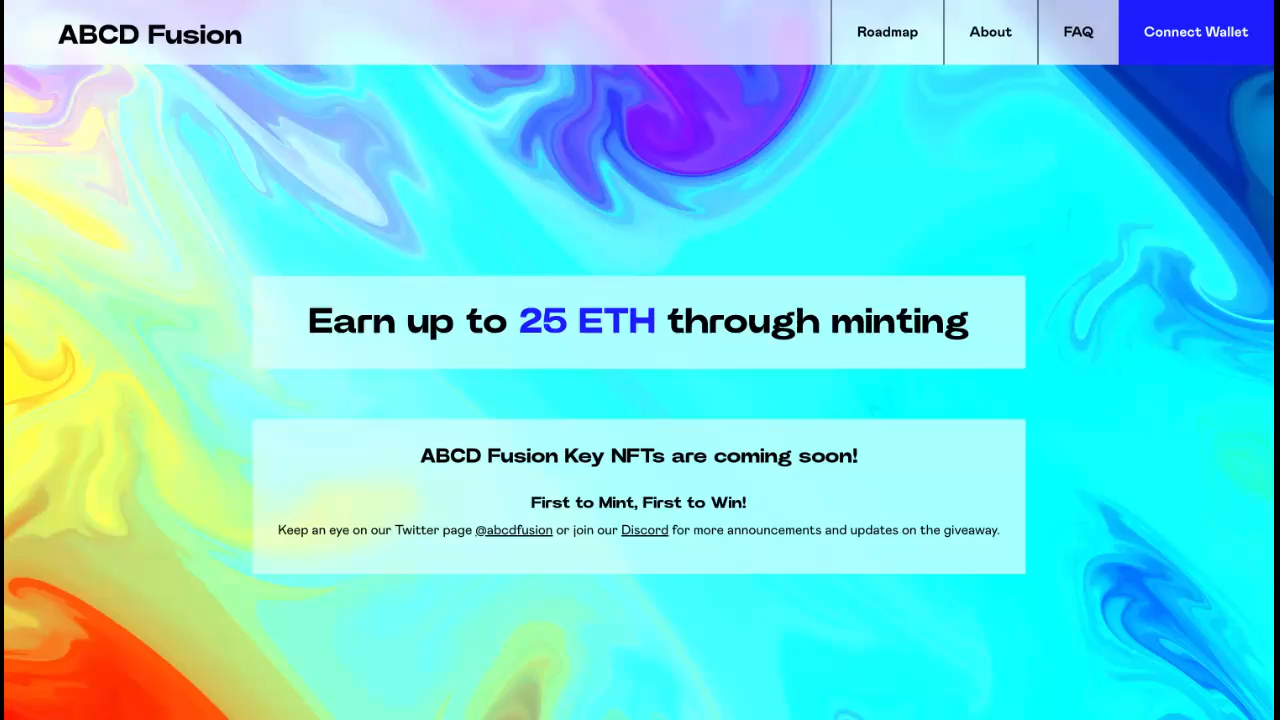 ABCD Fusion
Roadmap
About
FAQ
Connect Wallet
Earn up to 25 ETH through minting
ABCD Fusion Key NFTs are coming soon!
First to Mint, First to Win!
Keep an eye on our Twitter page @abcdfusion or join our Discord for more announcements and updates on the giveaway.